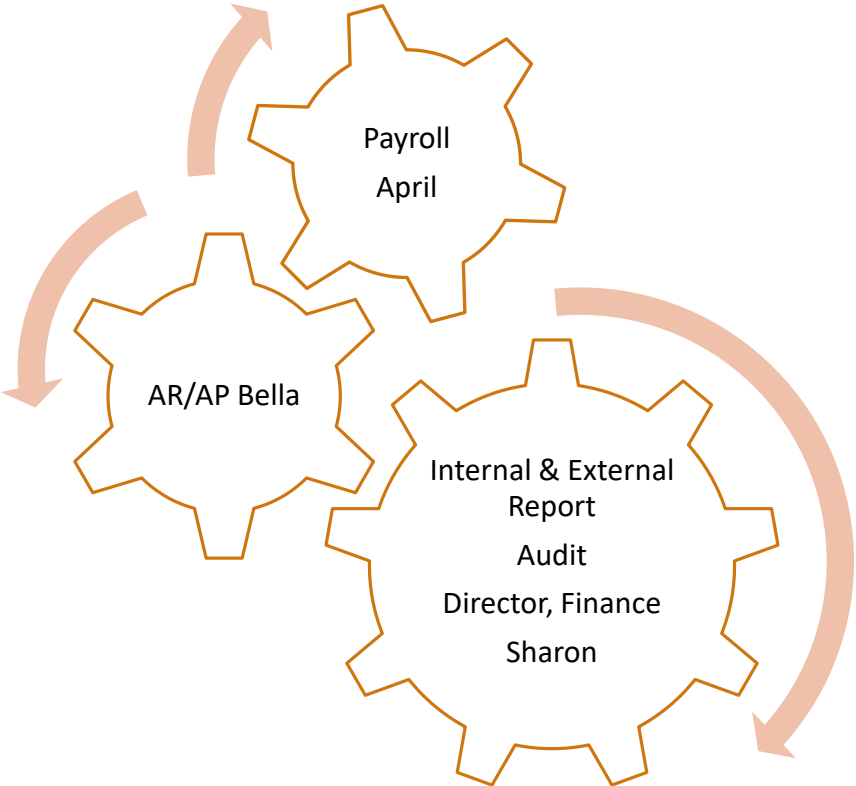 Payroll
April
AR/AP Bella
Internal & External
Report
Audit
Director, Finance
Sharon